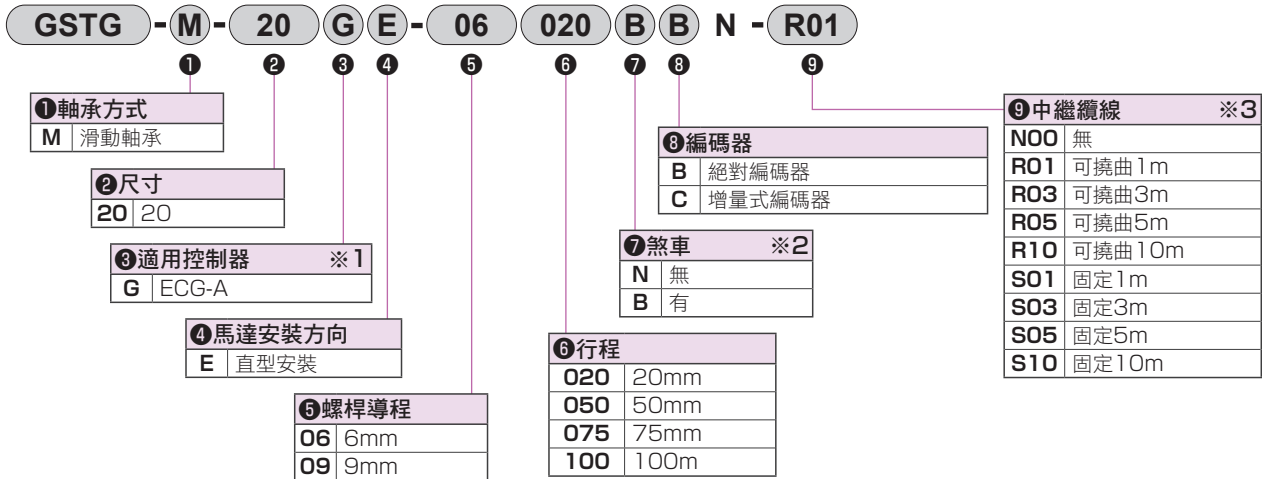 GSTG - M - 20 G E - 06 020 B B N - R01
❶ ❷ ❸ ❹ ❺ ❻ ❼ ❽ ❾
❶軸承方式
M 滑動軸承
❷尺寸
20 20
❸適用控制器 ※1
G ECG-A
❹馬達安裝方向
E 直型安裝
❺螺桿導程
06 6mm
09 9mm
❻行程
020 20mm
050 50mm
075 75mm
100 100m
❼煞車 ※2
N 無
B 有
❽編碼器
B 絕對編碼器
C 增量式編碼器
❾中繼纜線 ※3
N00 無
R01 可撓曲1m
R03 可撓曲3m
R05 可撓曲5m
R10 可撓曲10m
S01 固定1m
S03 固定3m
S05 固定5m
S10 固定10m